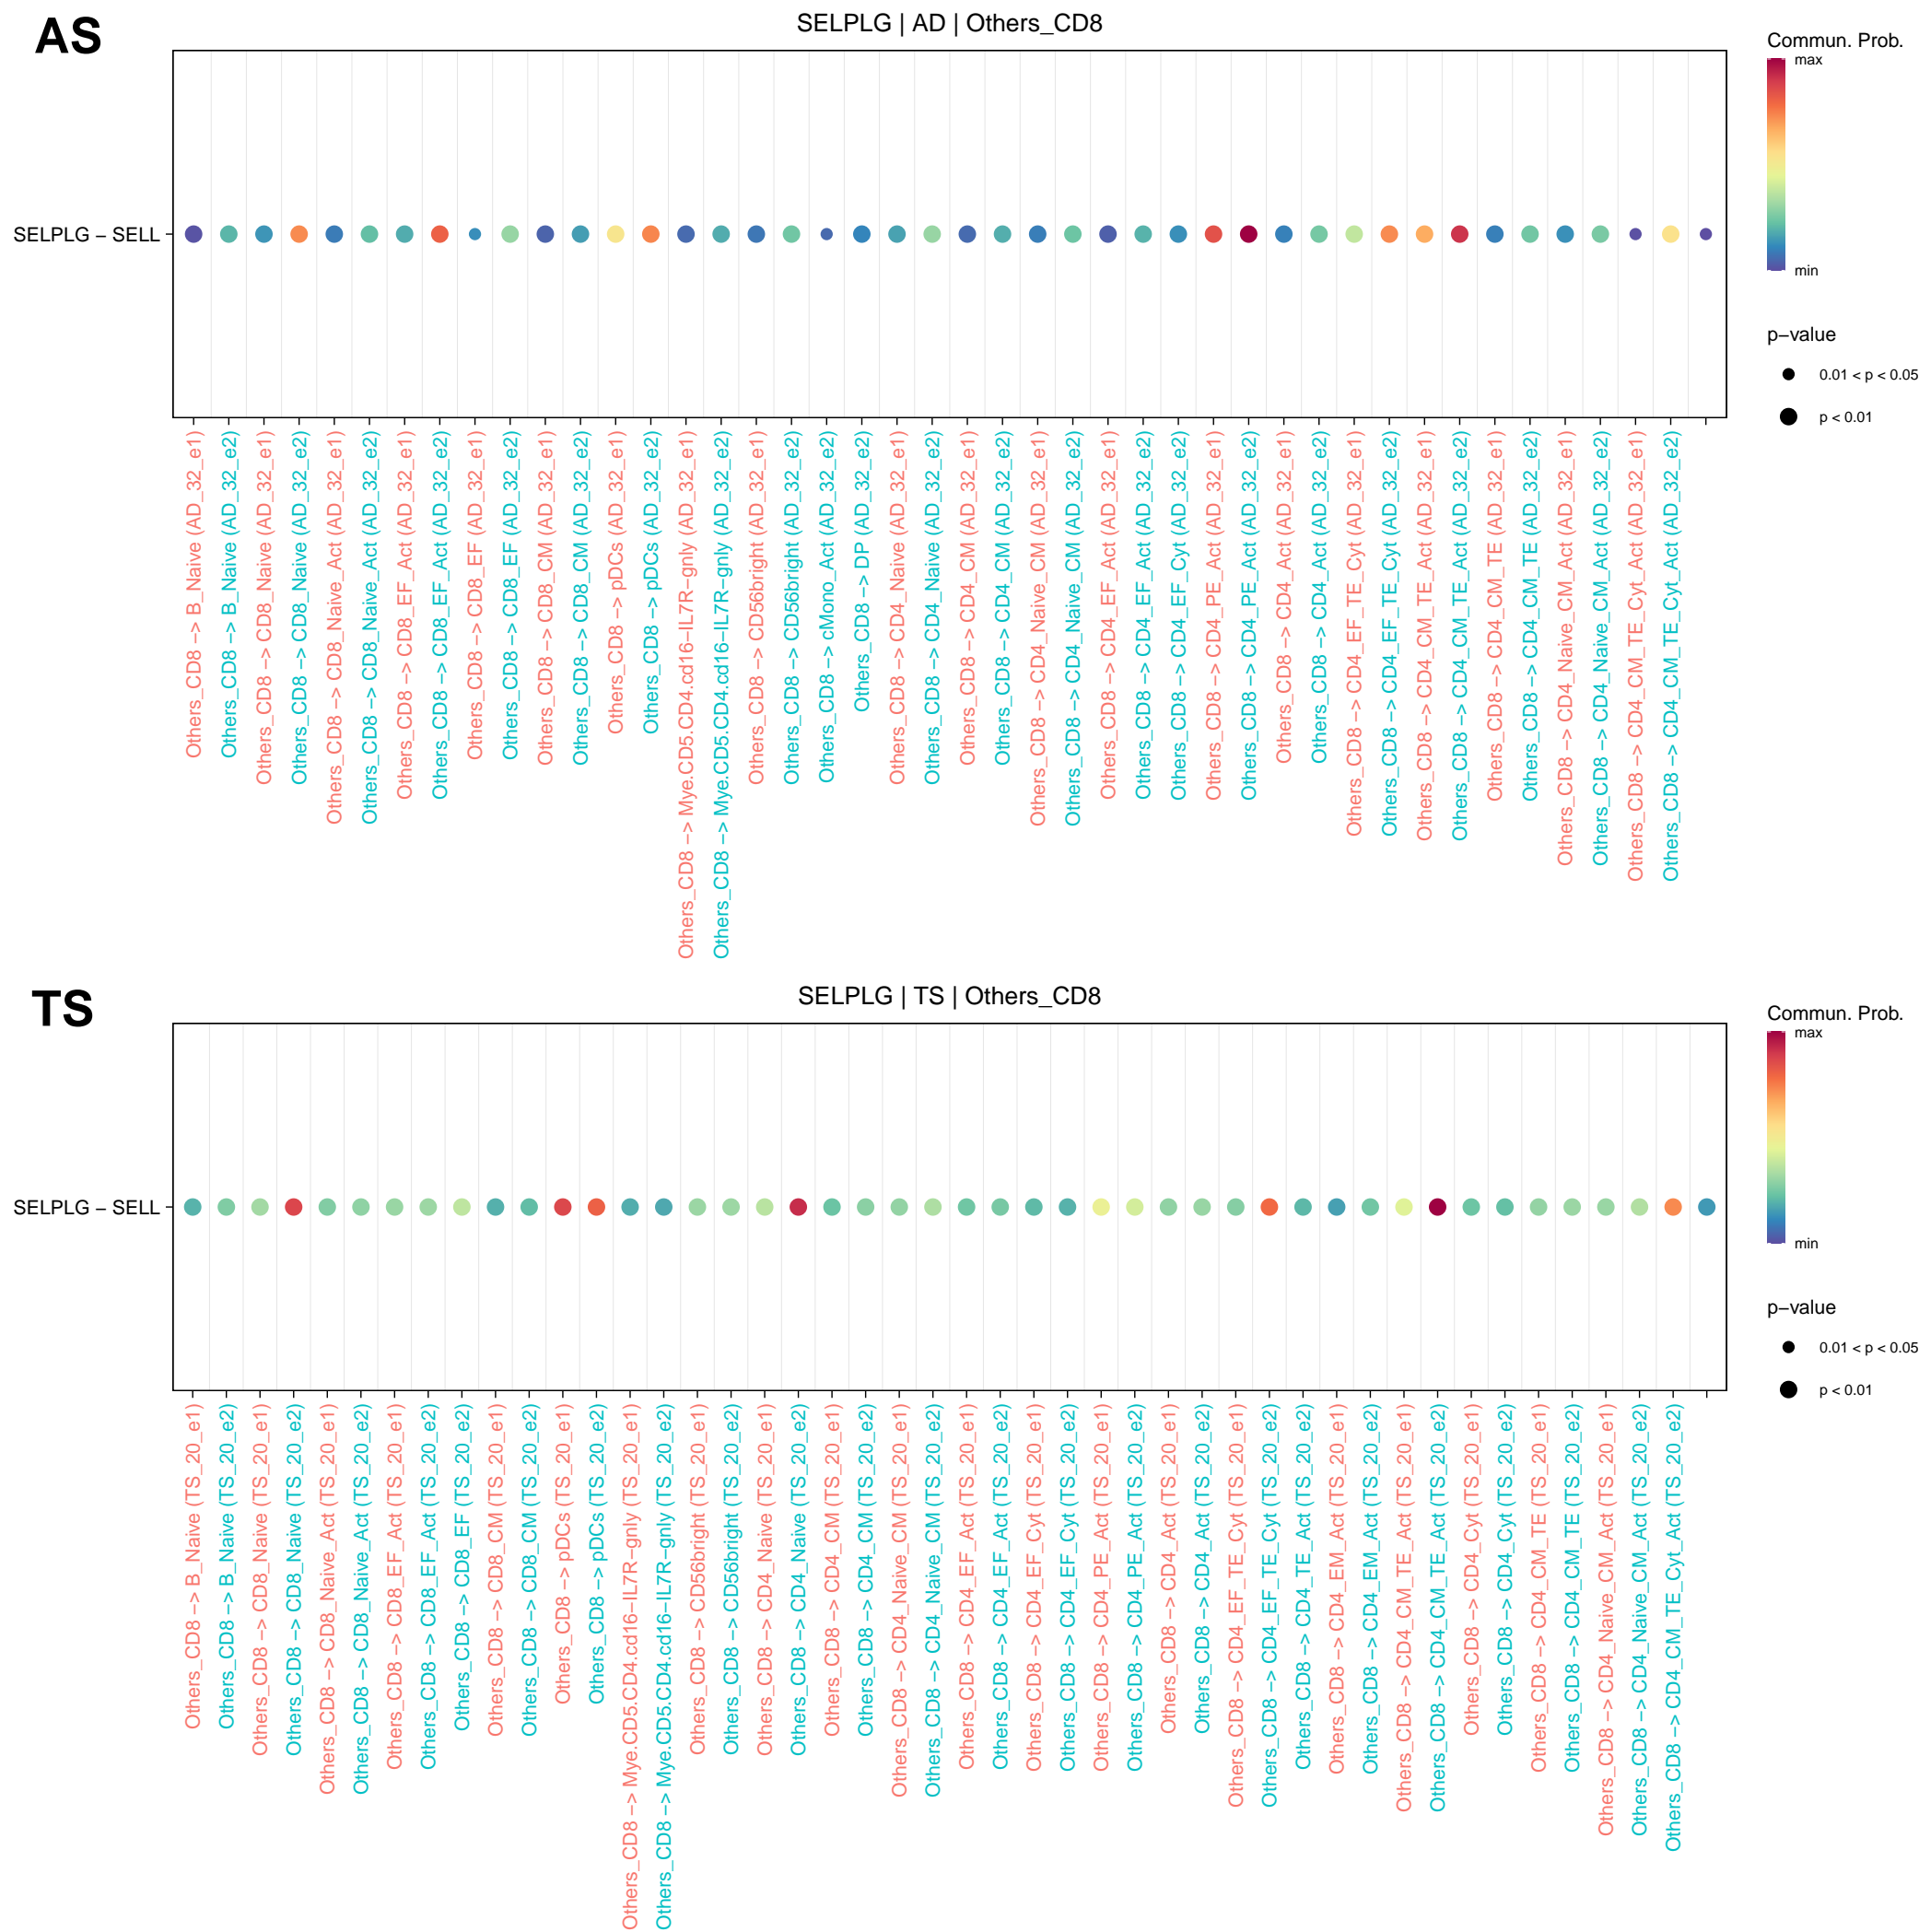 AS
SELPLG | AD | Others_CD8
SELPLG − SELL
Others_CD8 −> B_Naive (AD_32_e1)
Others_CD8 −> B_Naive (AD_32_e2)
Others_CD8 −> CD8_Naive (AD_32_e1)
Others_CD8 −> CD8_Naive (AD_32_e2)
Others_CD8 −> CD8_Naive_Act (AD_32_e1)
Others_CD8 −> CD8_Naive_Act (AD_32_e2)
Others_CD8 −> CD8_EF_Act (AD_32_e1)
Others_CD8 −> CD8_EF_Act (AD_32_e2)
Others_CD8 −> CD8_EF (AD_32_e1)
Others_CD8 −> CD8_EF (AD_32_e2)
Others_CD8 −> CD8_CM (AD_32_e1)
Others_CD8 −> CD8_CM (AD_32_e2)
Others_CD8 −> pDCs (AD_32_e1)
Others_CD8 −> pDCs (AD_32_e2)
Others_CD8 −> Mye.CD5.CD4.cd16−IL7R−gnly (AD_32_e1)
Others_CD8 −> Mye.CD5.CD4.cd16−IL7R−gnly (AD_32_e2)
Others_CD8 −> CD56bright (AD_32_e1)
Others_CD8 −> CD56bright (AD_32_e2)
Others_CD8 −> cMono_Act (AD_32_e2)
Others_CD8 −> DP (AD_32_e2)
Others_CD8 −> CD4_Naive (AD_32_e1)
Others_CD8 −> CD4_Naive (AD_32_e2)
Others_CD8 −> CD4_CM (AD_32_e1)
Others_CD8 −> CD4_CM (AD_32_e2)
Others_CD8 −> CD4_Naive_CM (AD_32_e1)
Others_CD8 −> CD4_Naive_CM (AD_32_e2)
Others_CD8 −> CD4_EF_Act (AD_32_e1)
Others_CD8 −> CD4_EF_Act (AD_32_e2)
Others_CD8 −> CD4_EF_Cyt (AD_32_e2)
Others_CD8 −> CD4_PE_Act (AD_32_e1)
Others_CD8 −> CD4_PE_Act (AD_32_e2)
Others_CD8 −> CD4_Act (AD_32_e1)
Others_CD8 −> CD4_Act (AD_32_e2)
Others_CD8 −> CD4_EF_TE_Cyt (AD_32_e1)
Others_CD8 −> CD4_EF_TE_Cyt (AD_32_e2)
Others_CD8 −> CD4_CM_TE_Act (AD_32_e1)
Others_CD8 −> CD4_CM_TE_Act (AD_32_e2)
Others_CD8 −> CD4_CM_TE (AD_32_e1)
Others_CD8 −> CD4_CM_TE (AD_32_e2)
Others_CD8 −> CD4_Naive_CM_Act (AD_32_e1)
Others_CD8 −> CD4_Naive_CM_Act (AD_32_e2)
Others_CD8 −> CD4_CM_TE_Cyt_Act (AD_32_e1)
Others_CD8 −> CD4_CM_TE_Cyt_Act (AD_32_e2)
Commun. Prob.
max
min
p−value
0.01 < p < 0.05
p < 0.01
TS
SELPLG | TS | Others_CD8
SELPLG − SELL
Others_CD8 −> B_Naive (TS_20_e1)
Others_CD8 −> B_Naive (TS_20_e2)
Others_CD8 −> CD8_Naive (TS_20_e1)
Others_CD8 −> CD8_Naive (TS_20_e2)
Others_CD8 −> CD8_Naive_Act (TS_20_e1)
Others_CD8 −> CD8_Naive_Act (TS_20_e2)
Others_CD8 −> CD8_EF_Act (TS_20_e1)
Others_CD8 −> CD8_EF_Act (TS_20_e2)
Others_CD8 −> CD8_EF (TS_20_e2)
Others_CD8 −> CD8_CM (TS_20_e1)
Others_CD8 −> CD8_CM (TS_20_e2)
Others_CD8 −> pDCs (TS_20_e1)
Others_CD8 −> pDCs (TS_20_e2)
Others_CD8 −> Mye.CD5.CD4.cd16−IL7R−gnly (TS_20_e1)
Others_CD8 −> Mye.CD5.CD4.cd16−IL7R−gnly (TS_20_e2)
Others_CD8 −> CD56bright (TS_20_e1)
Others_CD8 −> CD56bright (TS_20_e2)
Others_CD8 −> CD4_Naive (TS_20_e1)
Others_CD8 −> CD4_Naive (TS_20_e2)
Others_CD8 −> CD4_CM (TS_20_e1)
Others_CD8 −> CD4_CM (TS_20_e2)
Others_CD8 −> CD4_Naive_CM (TS_20_e1)
Others_CD8 −> CD4_Naive_CM (TS_20_e2)
Others_CD8 −> CD4_EF_Act (TS_20_e1)
Others_CD8 −> CD4_EF_Act (TS_20_e2)
Others_CD8 −> CD4_EF_Cyt (TS_20_e1)
Others_CD8 −> CD4_EF_Cyt (TS_20_e2)
Others_CD8 −> CD4_PE_Act (TS_20_e1)
Others_CD8 −> CD4_PE_Act (TS_20_e2)
Others_CD8 −> CD4_Act (TS_20_e1)
Others_CD8 −> CD4_Act (TS_20_e2)
Others_CD8 −> CD4_EF_TE_Cyt (TS_20_e1)
Others_CD8 −> CD4_EF_TE_Cyt (TS_20_e2)
Others_CD8 −> CD4_TE_Act (TS_20_e2)
Others_CD8 −> CD4_EM_Act (TS_20_e1)
Others_CD8 −> CD4_EM_Act (TS_20_e2)
Others_CD8 −> CD4_CM_TE_Act (TS_20_e1)
Others_CD8 −> CD4_CM_TE_Act (TS_20_e2)
Others_CD8 −> CD4_Cyt (TS_20_e1)
Others_CD8 −> CD4_Cyt (TS_20_e2)
Others_CD8 −> CD4_CM_TE (TS_20_e1)
Others_CD8 −> CD4_CM_TE (TS_20_e2)
Others_CD8 −> CD4_Naive_CM_Act (TS_20_e1)
Others_CD8 −> CD4_Naive_CM_Act (TS_20_e2)
Others_CD8 −> CD4_CM_TE_Cyt_Act (TS_20_e2)
Commun. Prob.
max
min
p−value
0.01 < p < 0.05
p < 0.01